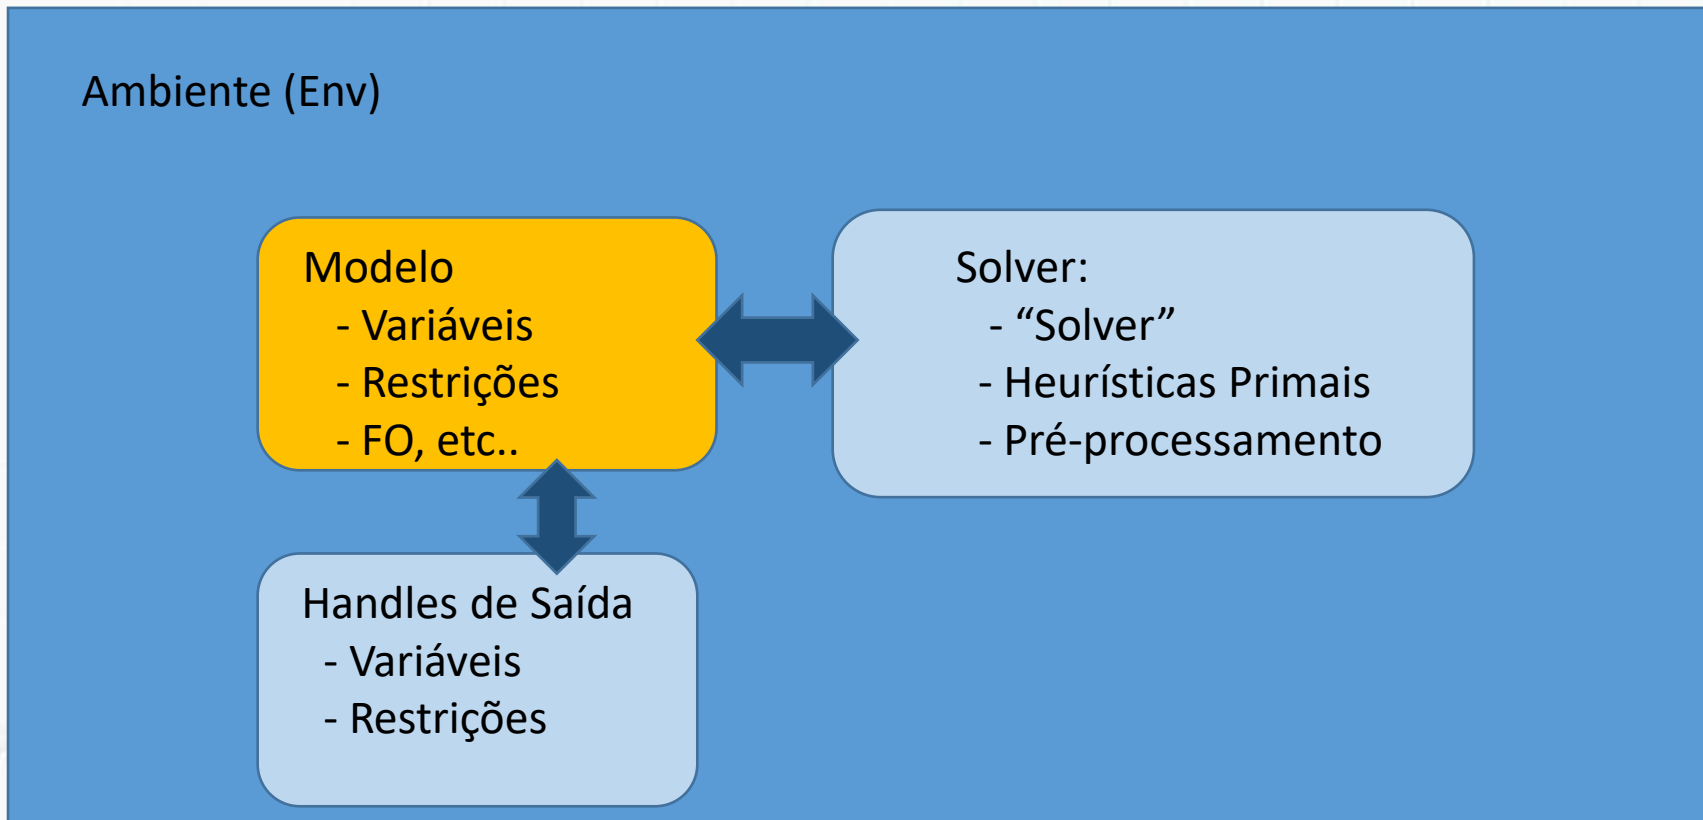 Ambiente (Env)
Modelo
- Variáveis
- Restrições
- FO, etc..
Solver:
- “Solver”
- Heurísticas Primais
- Pré-processamento
Handles de Saída
- Variáveis
- Restrições